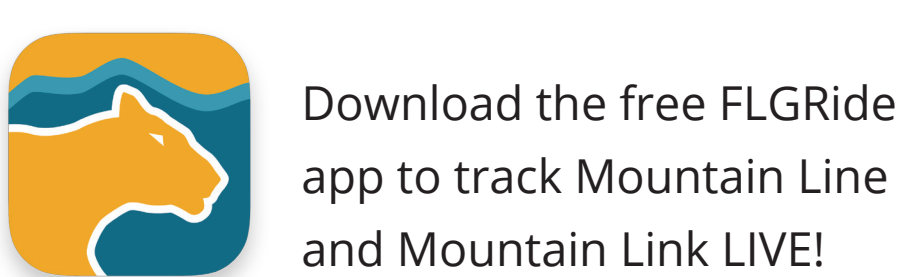 Download the free FLGRide
app to track Mountain Line
and Mountain Link LIVE!